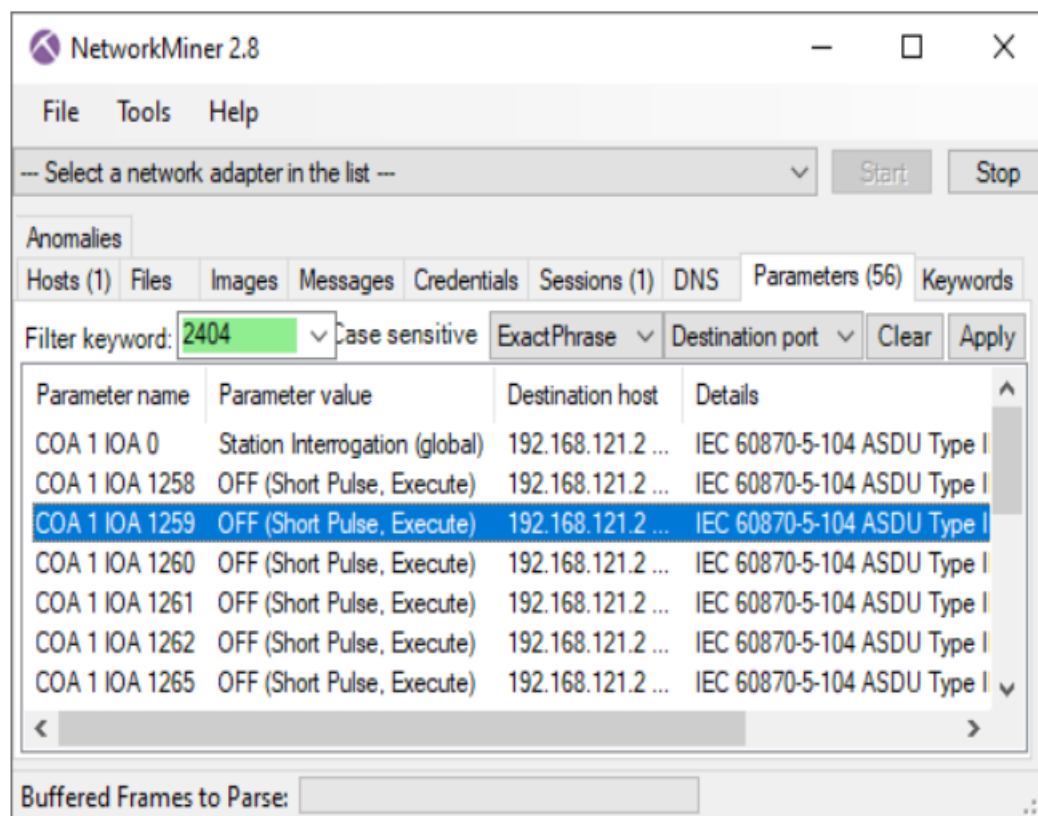 NetworkMiner 2.8
File Tools Help
--- Select a network adapter in the list --- Start Stop
Anomalies
Hosts (1) Files Images Messages Credentials Sessions (1) DNS Parameters (56) Keywords
Filter keyword: 2404 Case sensitive ExactPhrase Destination port Clear Apply
Parameter name Parameter value Destination host Details
COA 1 IOA 0 Station Interrogation (global) 192.168.121.2 ... IEC 60870-5-104 ASDU Type I
COA 1 IOA 1258 OFF (Short Pulse, Execute) 192.168.121.2 ... IEC 60870-5-104 ASDU Type I
COA 1 IOA 1259 OFF (Short Pulse, Execute) 192.168.121.2 ... IEC 60870-5-104 ASDU Type I
COA 1 IOA 1260 OFF (Short Pulse, Execute) 192.168.121.2 ... IEC 60870-5-104 ASDU Type I
COA 1 IOA 1261 OFF (Short Pulse, Execute) 192.168.121.2 ... IEC 60870-5-104 ASDU Type I
COA 1 IOA 1262 OFF (Short Pulse, Execute) 192.168.121.2 ... IEC 60870-5-104 ASDU Type I
COA 1 IOA 1265 OFF (Short Pulse, Execute) 192.168.121.2 ... IEC 60870-5-104 ASDU Type I
Buffered Frames to Parse: